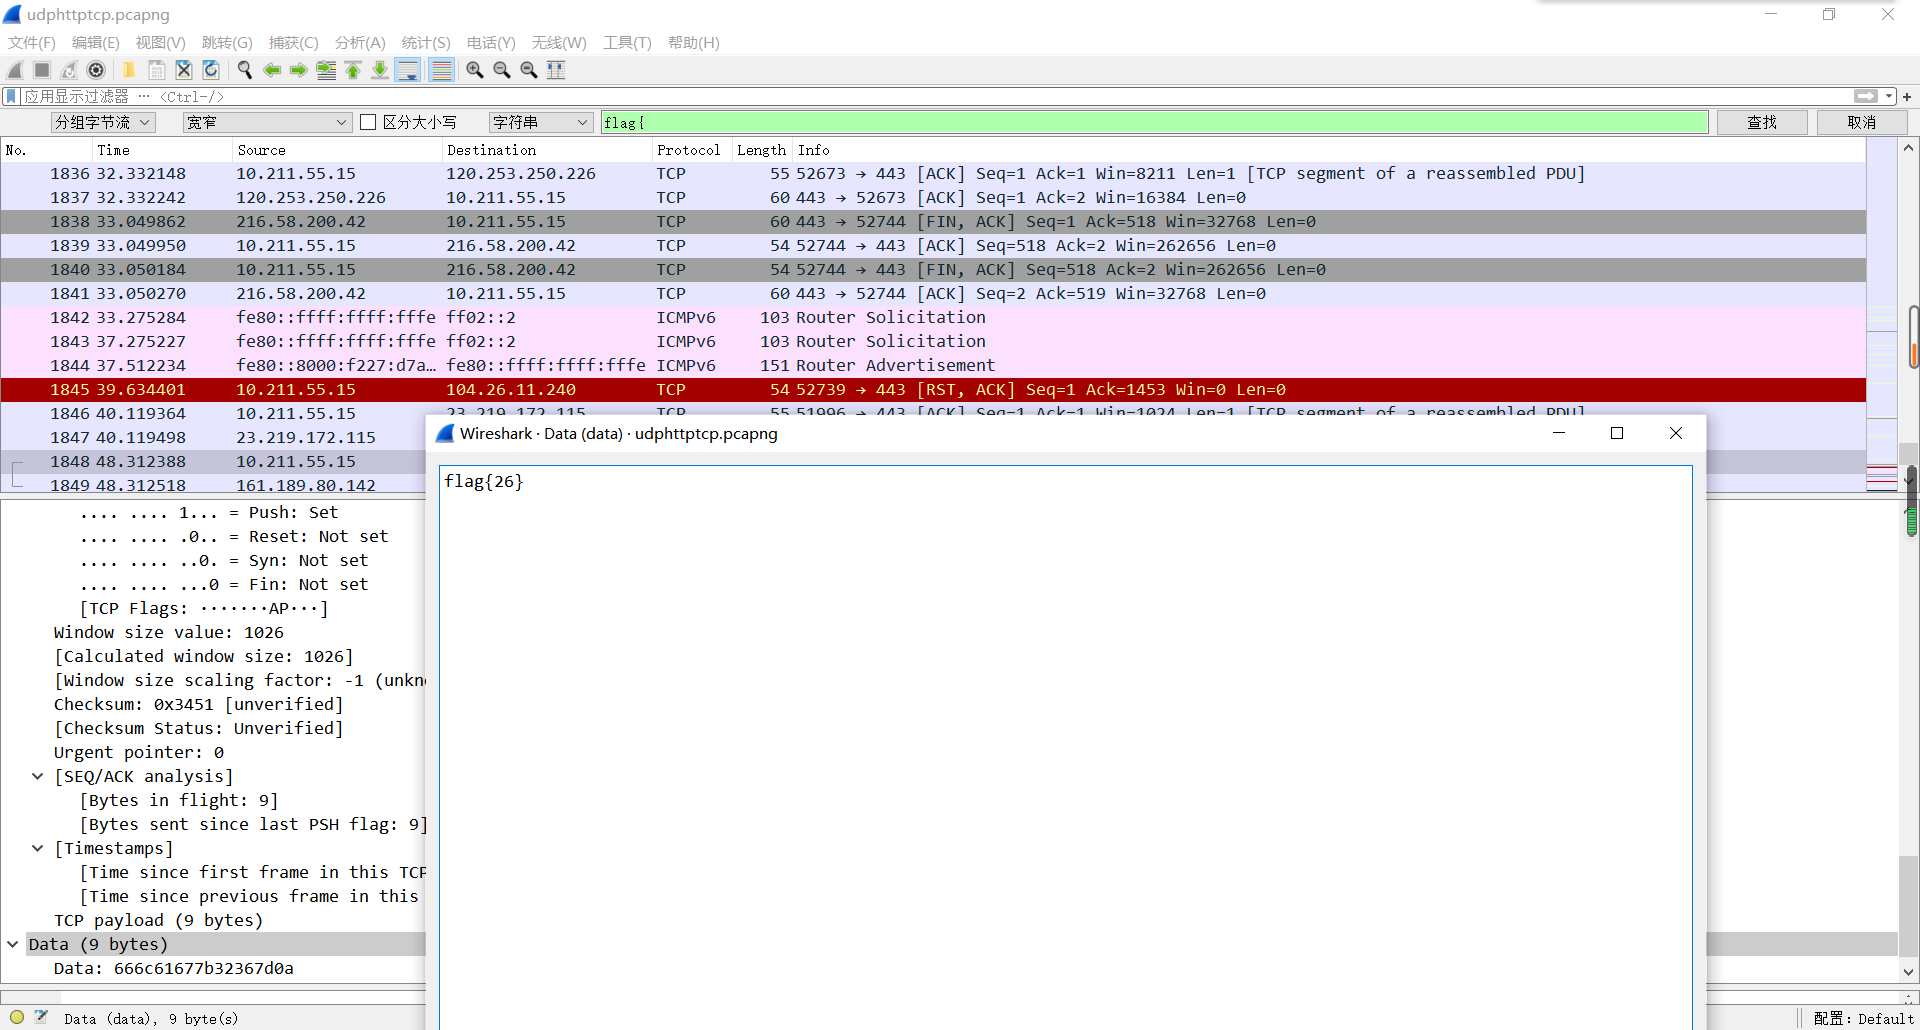 udphttptcp.pcapng
文件(F) 编辑(E) 视图(V) 跳转(G) 捕获(C) 分析(A) 统计(S) 电话(Y) 无线(W) 工具(T) 帮助(H)
应用显示过滤器 … <Ctrl-/>
分组字节流 宽窄 区分大小写 字符串 flag{ 查找 取消
No. Time Source Destination Protocol Length Info
1836 32.332148 10.211.55.15 120.253.250.226 TCP 55 52673 → 443 [ACK] Seq=1 Ack=1 Win=8211 Len=1 [TCP segment of a reassembled PDU]
1837 32.332242 120.253.250.226 10.211.55.15 TCP 60 443 → 52673 [ACK] Seq=1 Ack=2 Win=16384 Len=0
1838 33.049862 216.58.200.42 10.211.55.15 TCP 60 443 → 52744 [FIN, ACK] Seq=1 Ack=518 Win=32768 Len=0
1839 33.049950 10.211.55.15 216.58.200.42 TCP 54 52744 → 443 [ACK] Seq=518 Ack=2 Win=262656 Len=0
1840 33.050184 10.211.55.15 216.58.200.42 TCP 54 52744 → 443 [FIN, ACK] Seq=518 Ack=2 Win=262656 Len=0
1841 33.050270 216.58.200.42 10.211.55.15 TCP 60 443 → 52744 [ACK] Seq=2 Ack=519 Win=32768 Len=0
1842 33.275284 fe80::ffff:ffff:fffe ff02::2 ICMPv6 103 Router Solicitation
1843 37.275227 fe80::ffff:ffff:fffe ff02::2 ICMPv6 103 Router Solicitation
1844 37.512234 fe80::8000:f227:d7a… fe80::ffff:ffff:fffe ICMPv6 151 Router Advertisement
1845 39.634401 10.211.55.15 104.26.11.240 TCP 54 52739 → 443 [RST, ACK] Seq=1 Ack=1453 Win=0 Len=0
1846 40.119364 10.211.55.15 23.219.172.115 TCP 55 51996 → 443 [ACK] Seq=1 Ack=1 Win=1024 Len=1 [TCP segment of a reassembled PDU]
1847 40.119498 23.219.172.115
1848 48.312388 10.211.55.15
1849 48.312518 161.189.80.142
Wireshark · Data (data) · udphttptcp.pcapng
flag{26}
.... .... 1... = Push: Set
.... .... .0.. = Reset: Not set
.... .... ..0. = Syn: Not set
.... .... ...0 = Fin: Not set
[TCP Flags: ·······AP···]
Window size value: 1026
[Calculated window size: 1026]
[Window size scaling factor: -1 (unkn
Checksum: 0x3451 [unverified]
[Checksum Status: Unverified]
Urgent pointer: 0
[SEQ/ACK analysis]
[Bytes in flight: 9]
[Bytes sent since last PSH flag: 9]
[Timestamps]
[Time since first frame in this TCP
[Time since previous frame in this
TCP payload (9 bytes)
Data (9 bytes)
Data: 666c61677b32367d0a
Data (data), 9 byte(s)
配置: Default